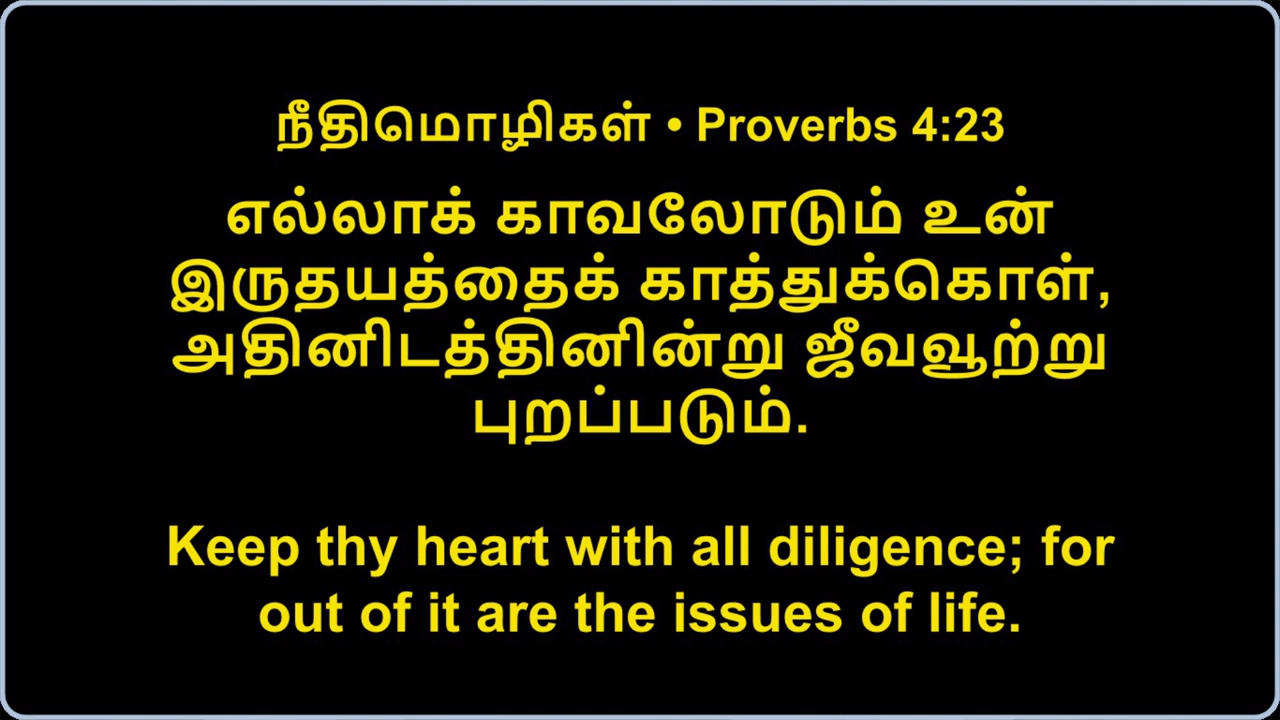 நீதிமொழிகள் • Proverbs 4:23
எல்லாக் காவலோடும் உன்
இருதயத்தைக் காத்துக்கொள்,
அதினிடத்தினின்று ஜீவவூற்று
புறப்படும்.
Keep thy heart with all diligence; for
out of it are the issues of life.